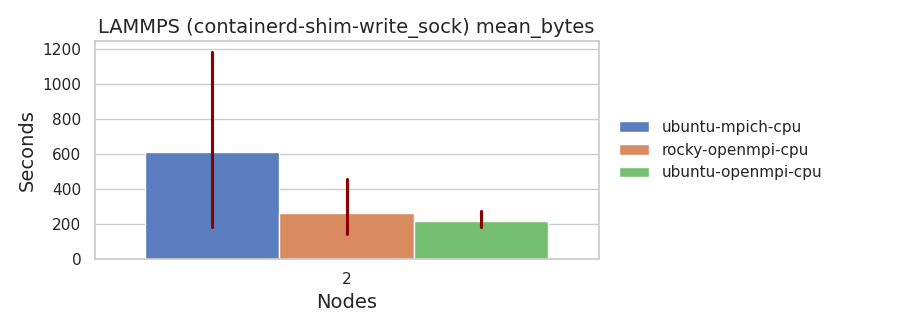 LAMMPS (containerd-shim-write_sock) mean_bytes
1200
1000
800
600
400
200
0
Seconds
2
Nodes
ubuntu-mpich-cpu
rocky-openmpi-cpu
ubuntu-openmpi-cpu